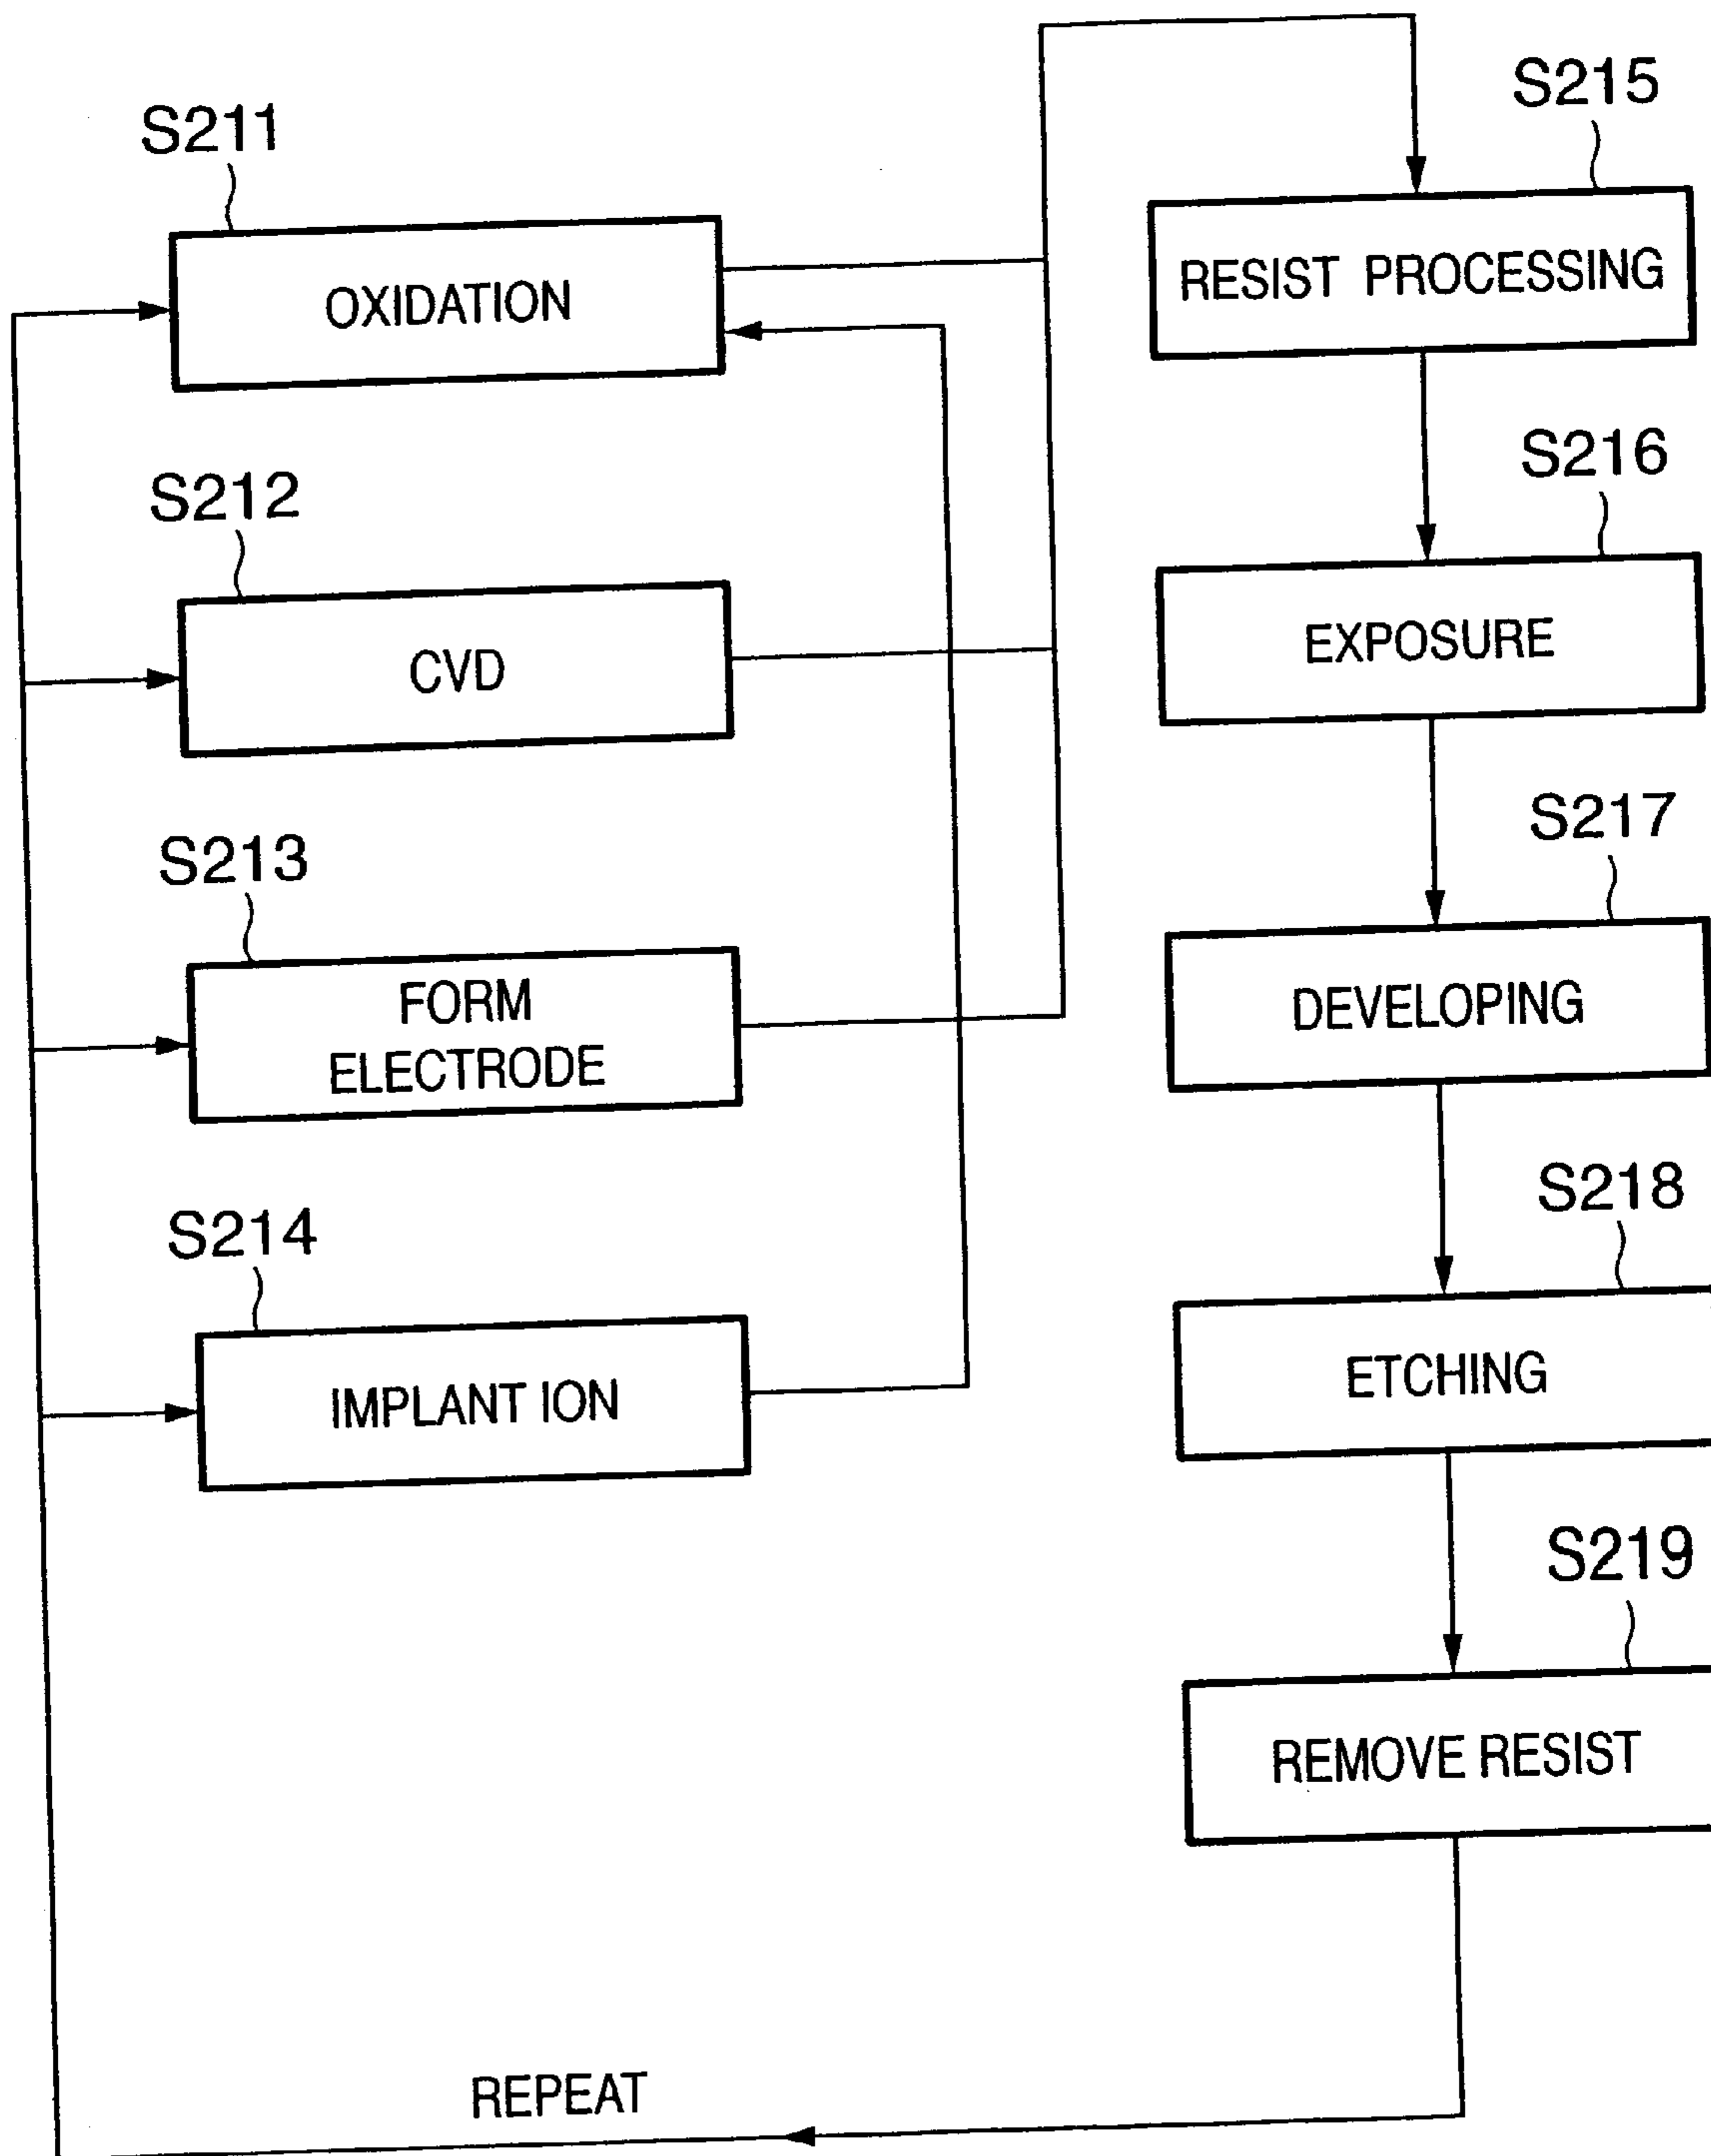 S211
OXIDATION
S212
CVD
S213
FORM
ELECTRODE
S214
IMPLANT ION
S215
RESIST PROCESSING
S216
EXPOSURE
S217
DEVELOPING
S218
ETCHING
S219
REMOVE RESIST
REPEAT